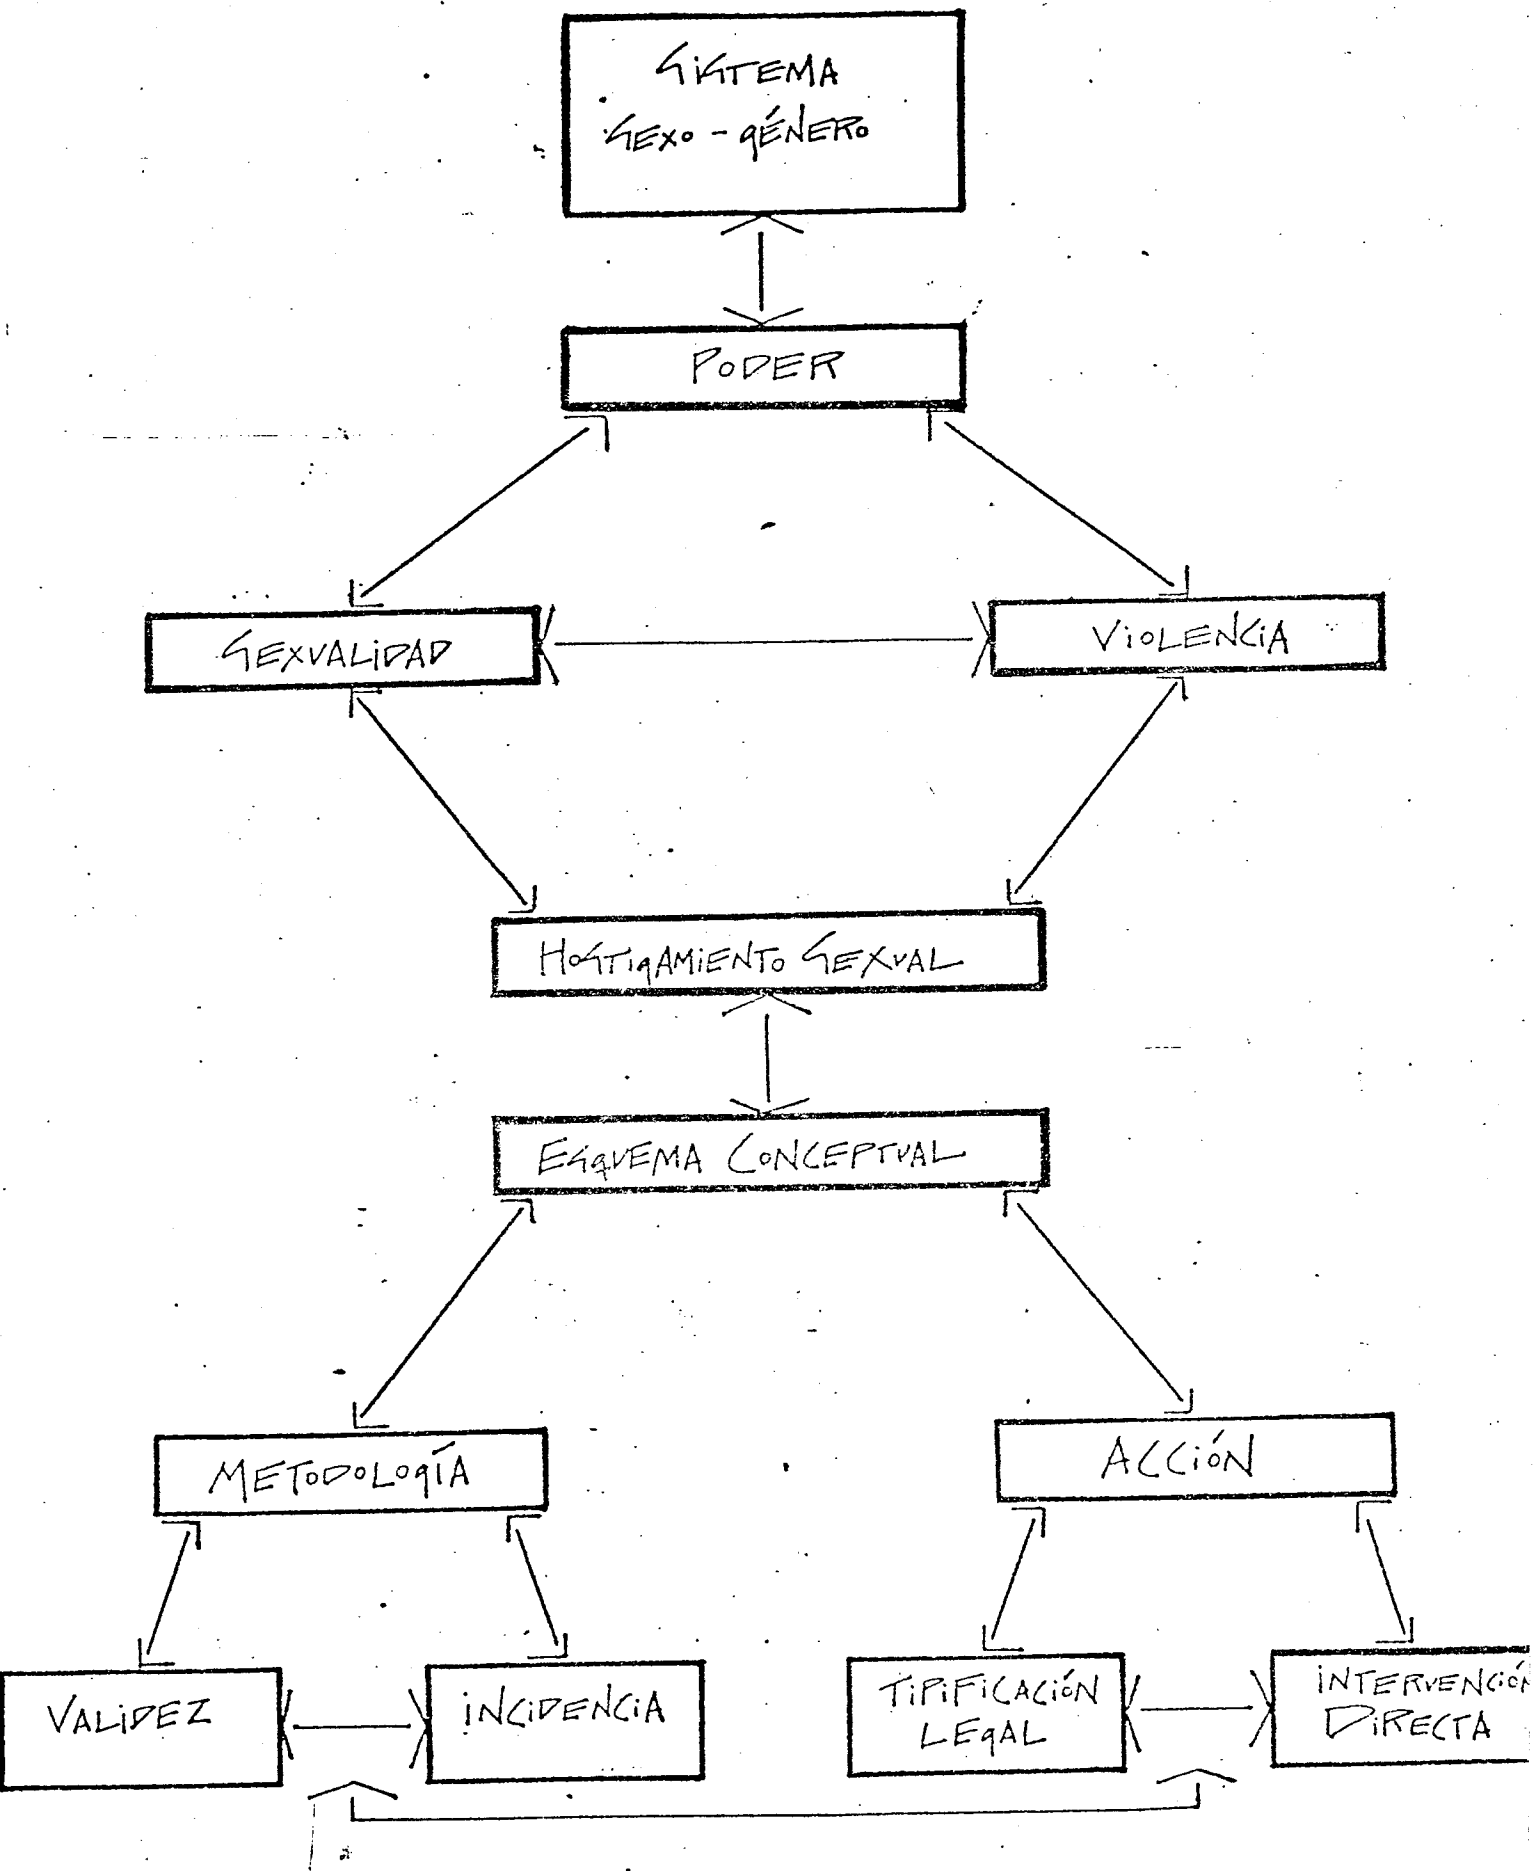 SISTEMA
SEXO - GÉNERO
PODER
SEXUALIDAD
VIOLENCIA
HOSTIGAMIENTO SEXUAL
ESQUEMA CONCEPTUAL
METODOLOGÍA
ACCIÓN
VALIDEZ
INCIDENCIA
TIPIFICACIÓN
LEGAL
INTERVENCIÓN
DIRECTA